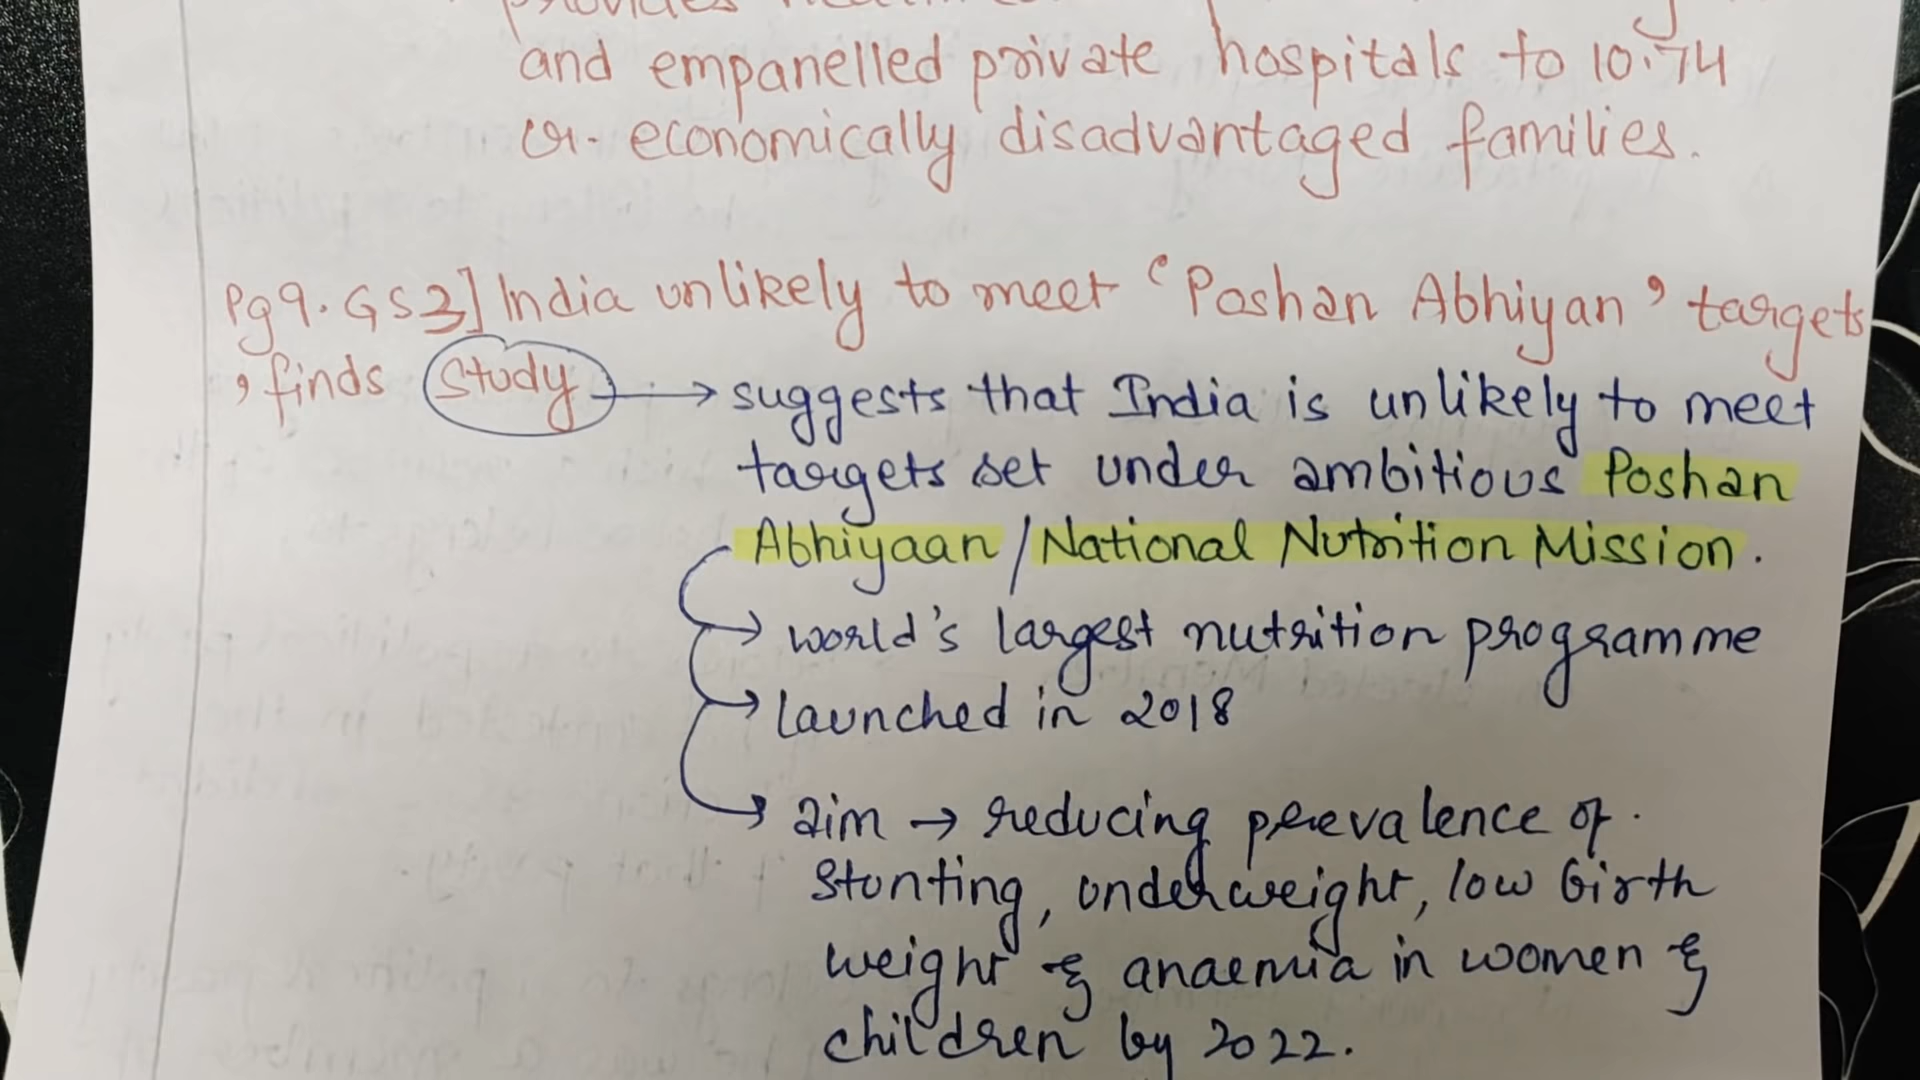 provides
and empanelled private hospitals to 10.74
cr. economically disadvantaged families.
Pg 9. GS3] India unlikely to meet 'Poshan Abhiyan' targets
, finds Study → suggests that India is unlikely to meet
targets set under ambitious Poshan
Abhiyaan / National Nutrition Mission.
→ world's largest nutrition programme
→ launched in 2018
→ aim → reducing prevalence of
stunting, underweight, low birth
weight & anaemia in women &
children by 2022.